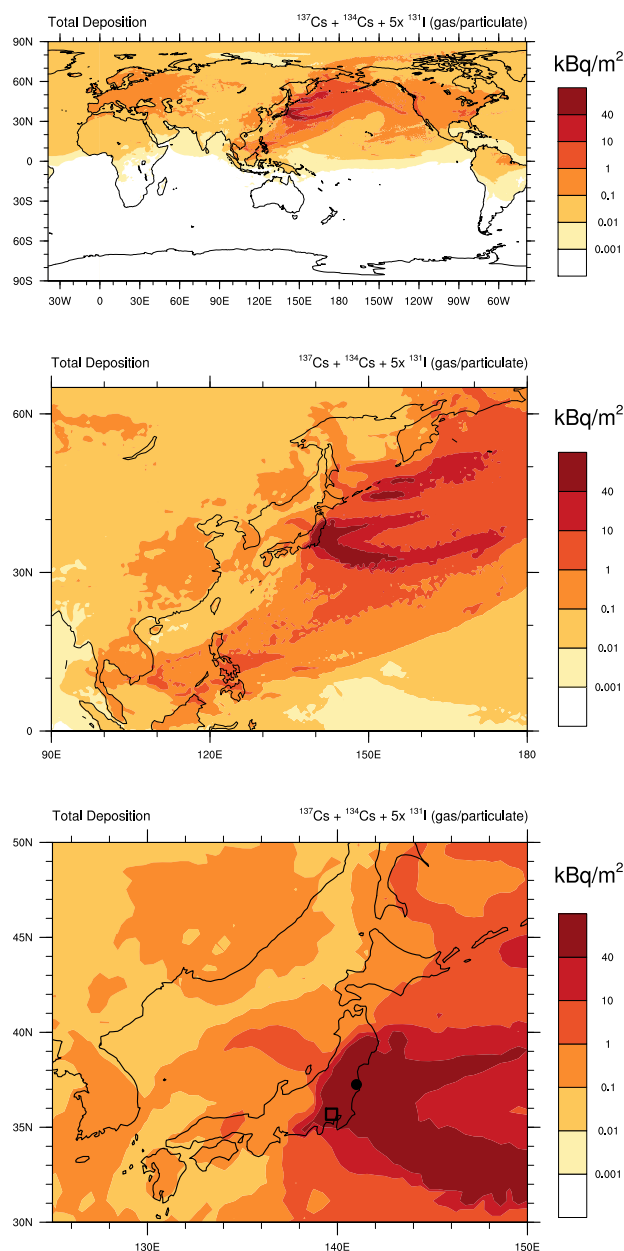 Total Deposition ¹³⁷Cs + ¹³⁴Cs + 5x ¹³¹I (gas/particulate)
kBq/m²
90N
60N
30N
0
30S
60S
90S
30W 0 30E 60E 90E 120E 150E 180 150W 120W 90W 60W
40
10
1
0.1
0.01
0.001
Total Deposition ¹³⁷Cs + ¹³⁴Cs + 5x ¹³¹I (gas/particulate)
kBq/m²
60N
30N
0
90E 120E 150E 180
40
10
1
0.1
0.01
0.001
Total Deposition ¹³⁷Cs + ¹³⁴Cs + 5x ¹³¹I (gas/particulate)
kBq/m²
50N
45N
40N
35N
30N
130E 140E 150E
40
10
1
0.1
0.01
0.001